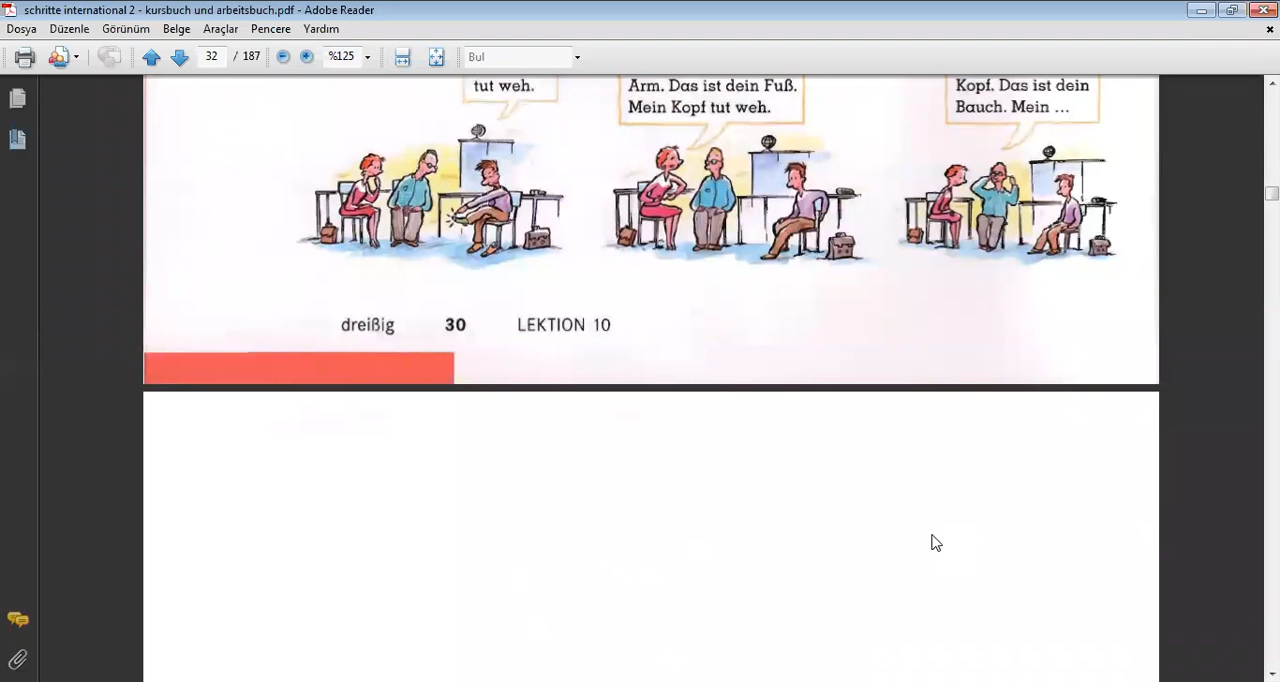 schritte international 2 - kursbuch und arbeitsbuch.pdf - Adobe Reader
Dosya Düzenle Görünüm Belge Araçlar Pencere Yardım
32 / 187 %125 Bul
tut weh.
Arm. Das ist dein Fuß.
Mein Kopf tut weh.
Kopf. Das ist dein
Bauch. Mein ...
dreißig 30 LEKTION 10